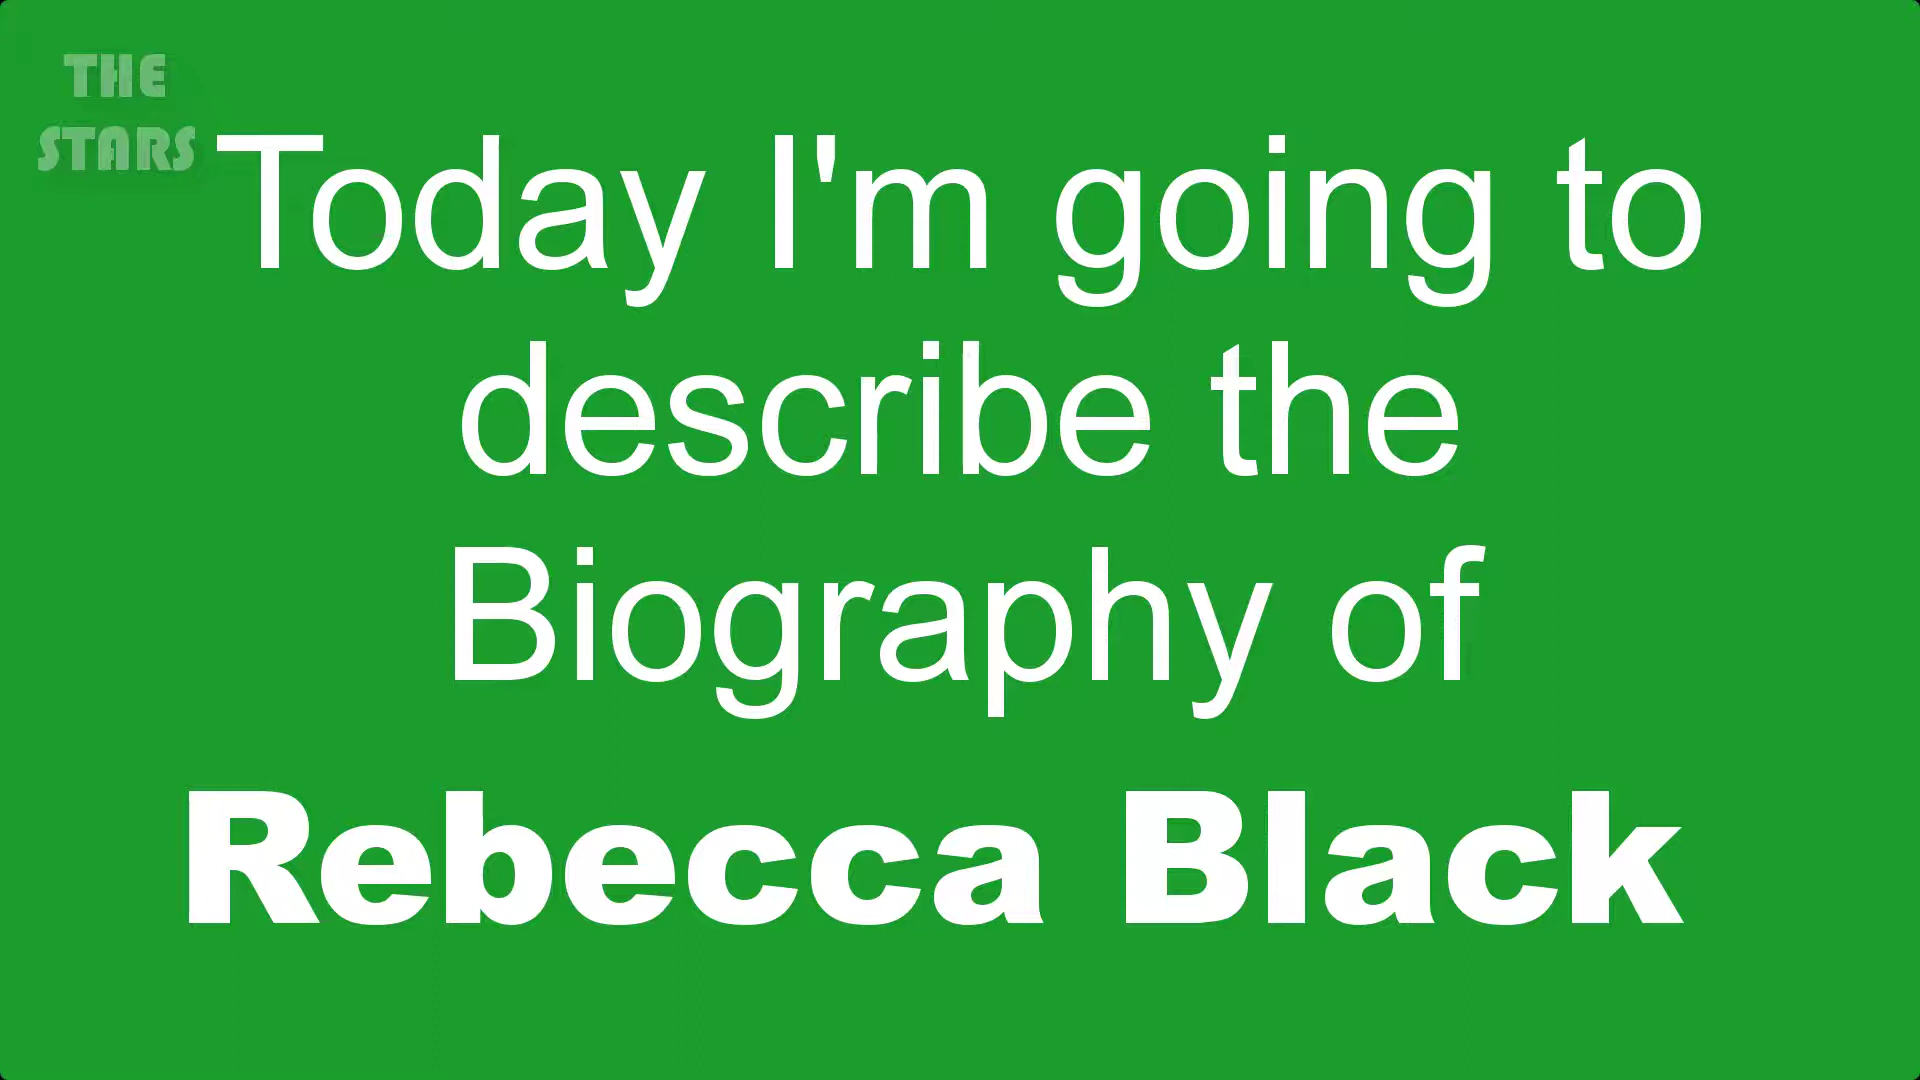 THE
STARS
Today I'm going to
describe the
Biography of
Rebecca Black